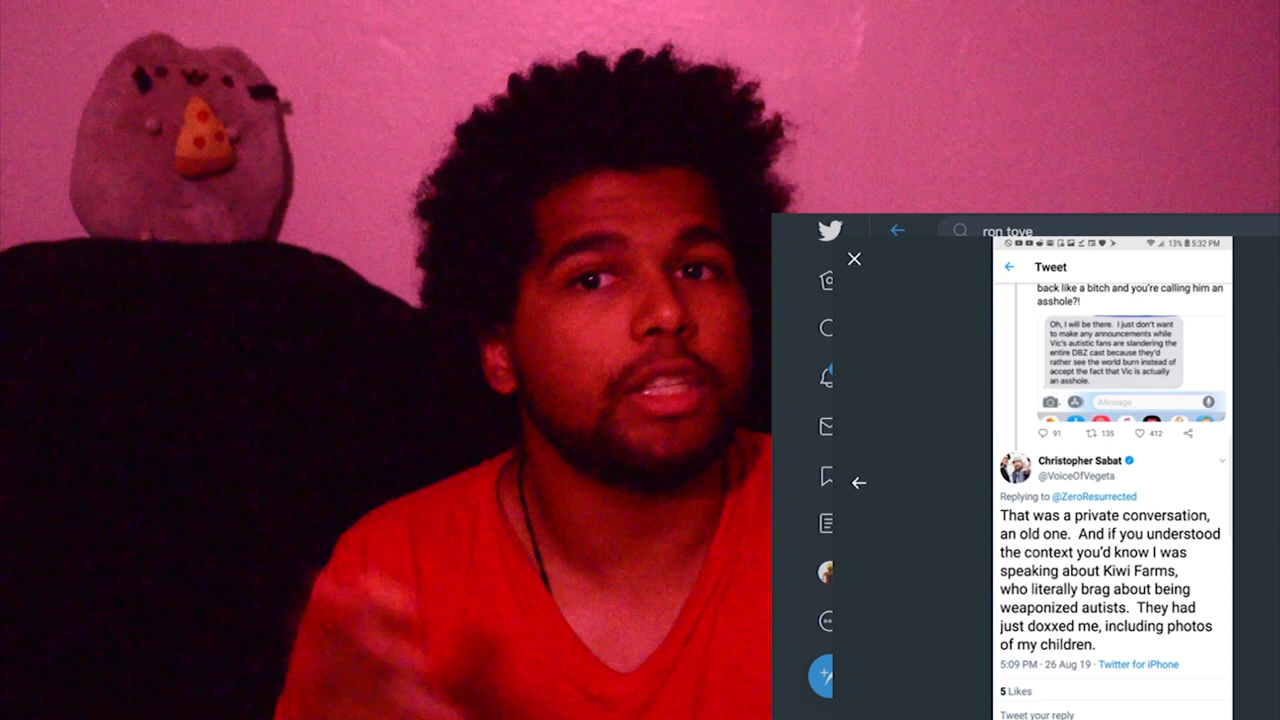 ron tove
13% 5:32 PM
Tweet
back like a bitch and you're calling him an
asshole?!
Oh, I will be there. I just don't want
to make any announcements while
Vic's autistic fans are slandering the
entire DBZ cast because they'd
rather see the world burn instead of
accept the fact that Vic is actually
an asshole.
iMessage
91 135 412
Christopher Sabat
@VoiceOfVegeta
Replying to @ZeroResurrected
That was a private conversation,
an old one. And if you understood
the context you'd know I was
speaking about Kiwi Farms,
who literally brag about being
weaponized autists. They had
just doxxed me, including photos
of my children.
5:09 PM · 26 Aug 19 · Twitter for iPhone
5 Likes
Tweet your reply